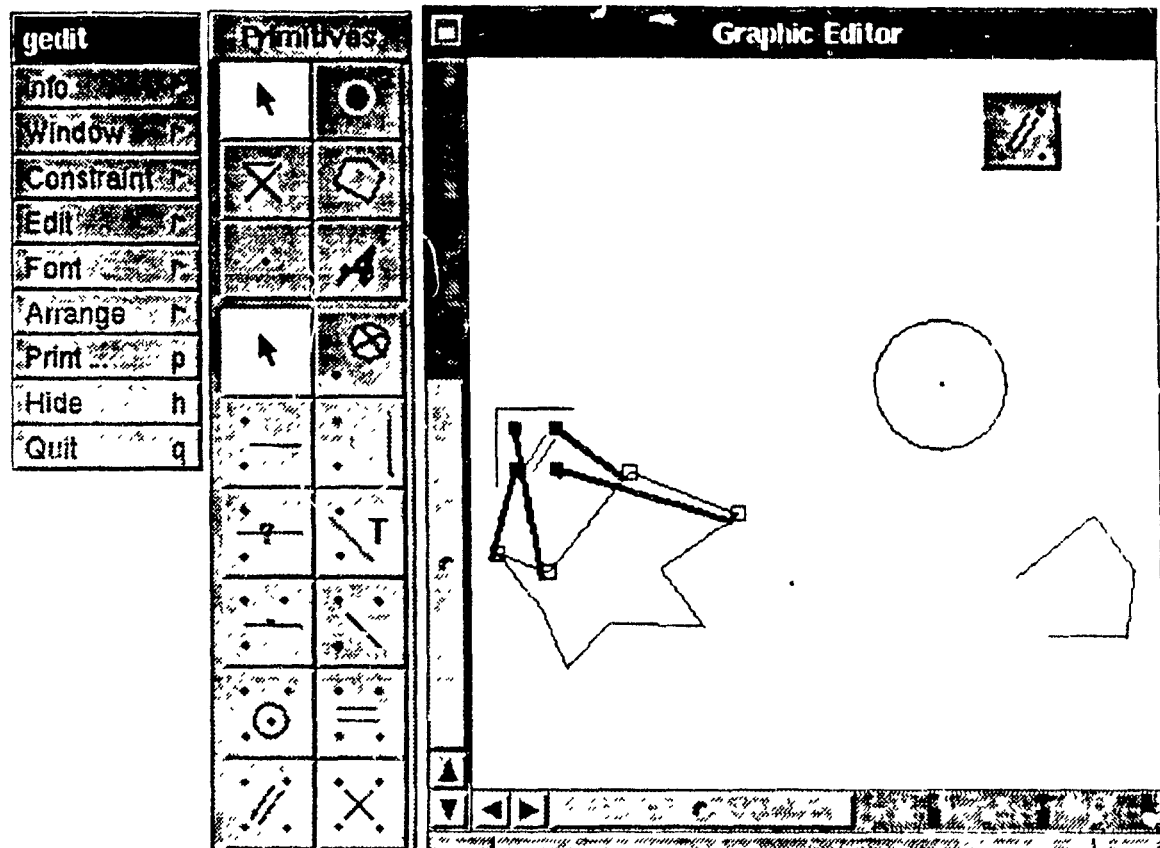 gedit
Info
Window
Constraint
Edit
Font
Arrange
Print ... p
Hide h
Quit q
Primitives
A
?
T
Graphic Editor